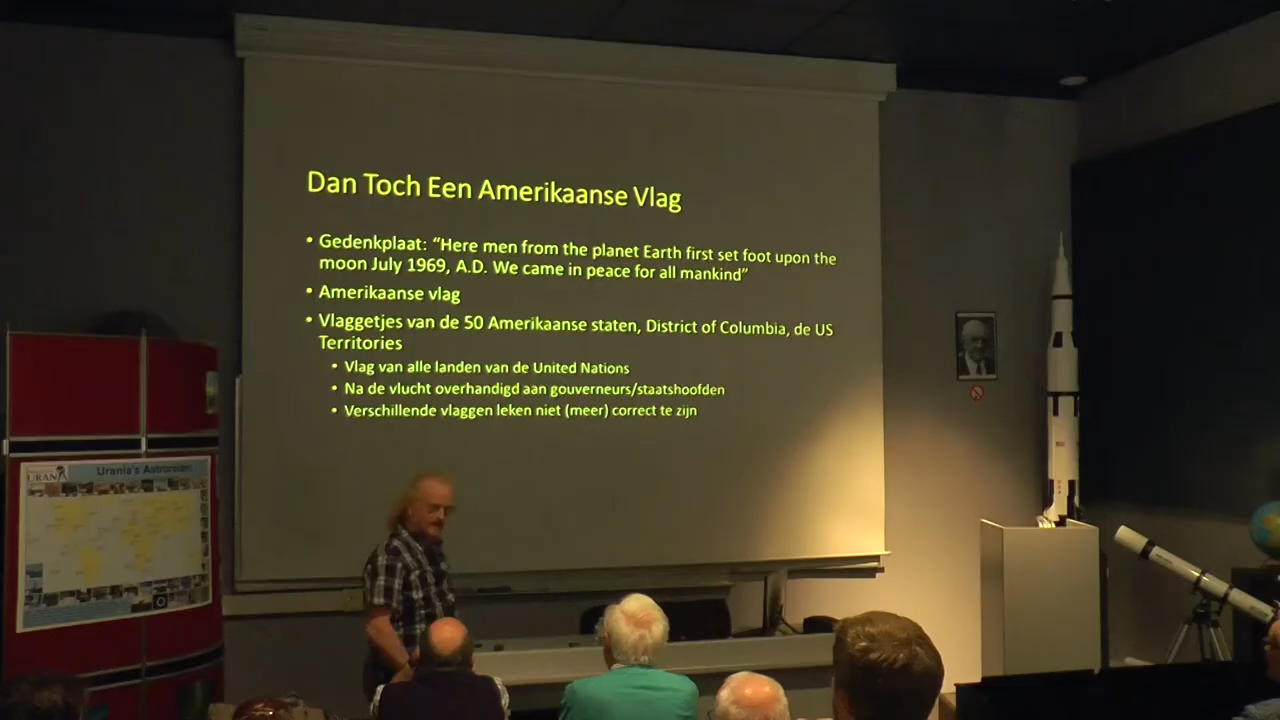 Dan Toch Een Amerikaanse Vlag
• Gedenkplaat: “Here men from the planet Earth first set foot upon the
moon July 1969, A.D. We came in peace for all mankind”
• Amerikaanse vlag
• Vlaggetjes van de 50 Amerikaanse staten, District of Columbia, de US
Territories
• Vlag van alle landen van de United Nations
• Na de vlucht overhandigd aan gouverneurs/staatshoofden
• Verschillende vlaggen leken niet (meer) correct te zijn
URANIA
Urania's Astroreizen